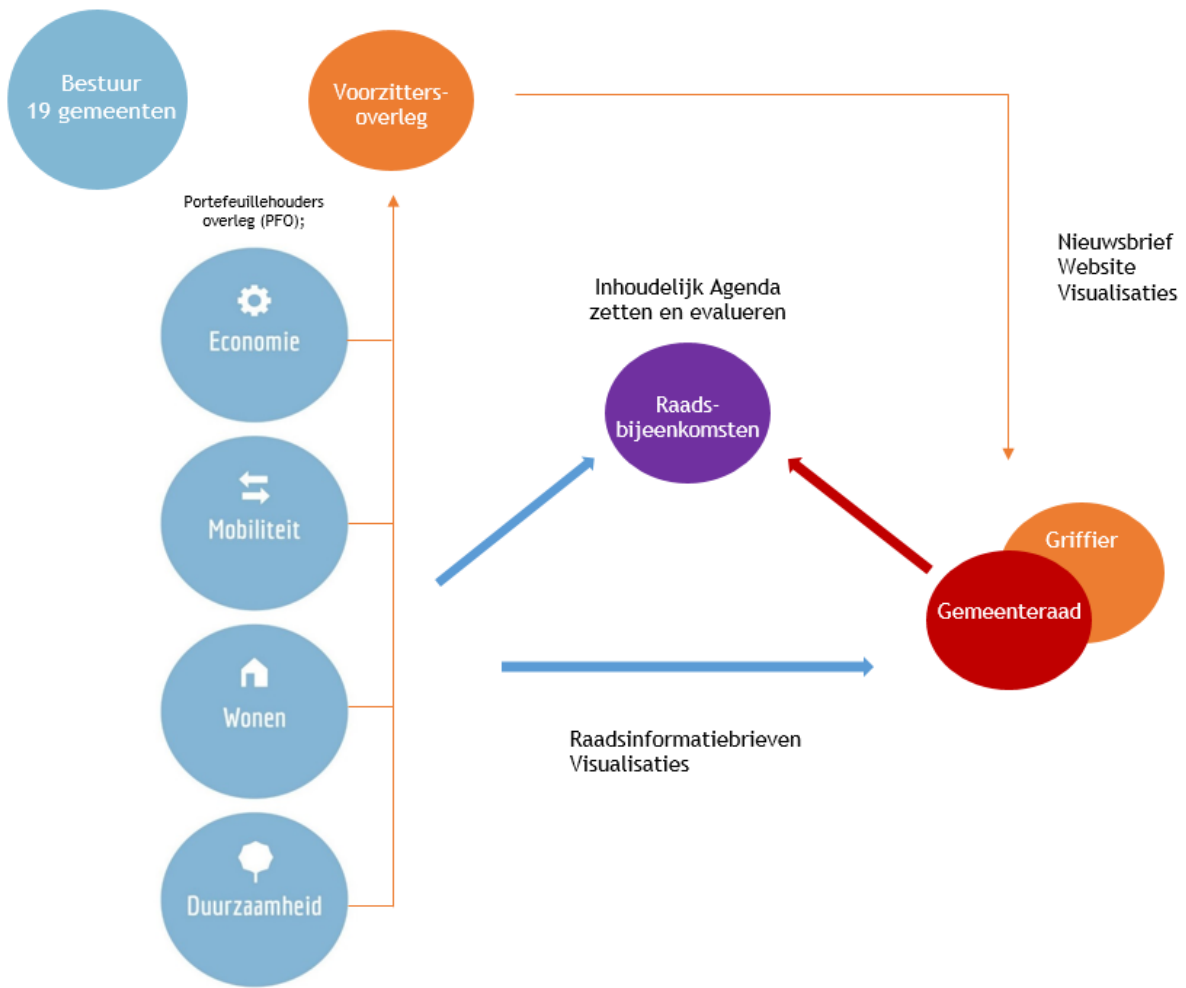 Bestuur
19 gemeenten
Voorzitters-
overleg
Portefeuillehouders
overleg (PFO);
Economie
Mobiliteit
Wonen
Duurzaamheid
Inhoudelijk Agenda
zetten en evalueren
Raads-
bijeenkomsten
Raadsinformatiebrieven
Visualisaties
Nieuwsbrief
Website
Visualisaties
Griffier
Gemeenteraad